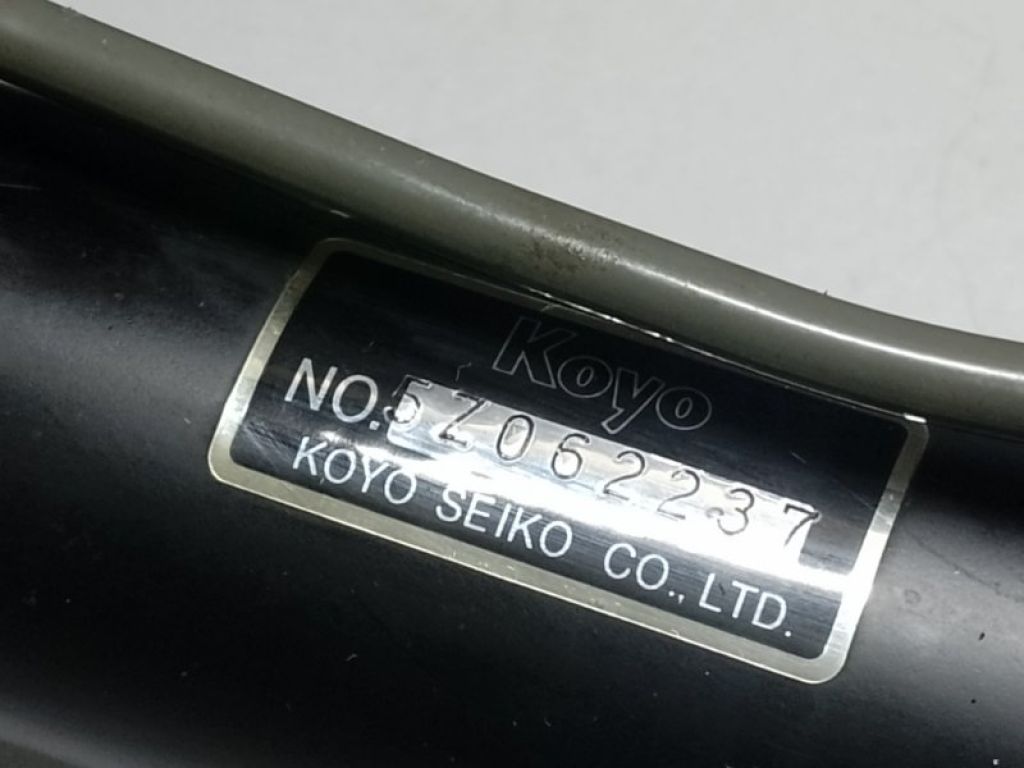 Koyo
NO. 5Z062237
KOYO SEIKO CO., LTD.